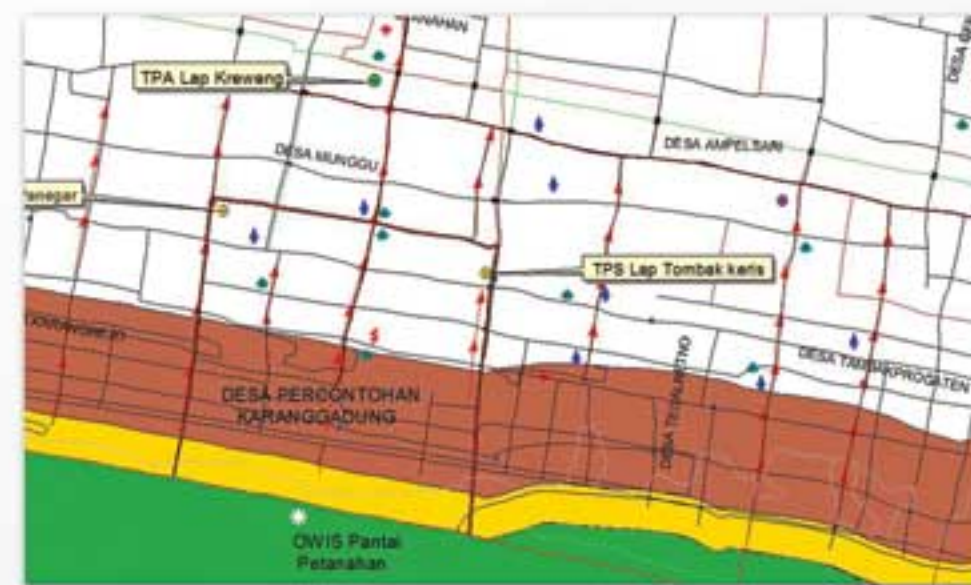 TPA Lap Kreweng
DESA AMPELSARI
DESA MUNGGU
TPS Lap Tombak keris
DESA TAMBAKPROGATEN
DESA PERCONTOHAN
KARANGGADUNG
OWIS Pantai
Petanahan